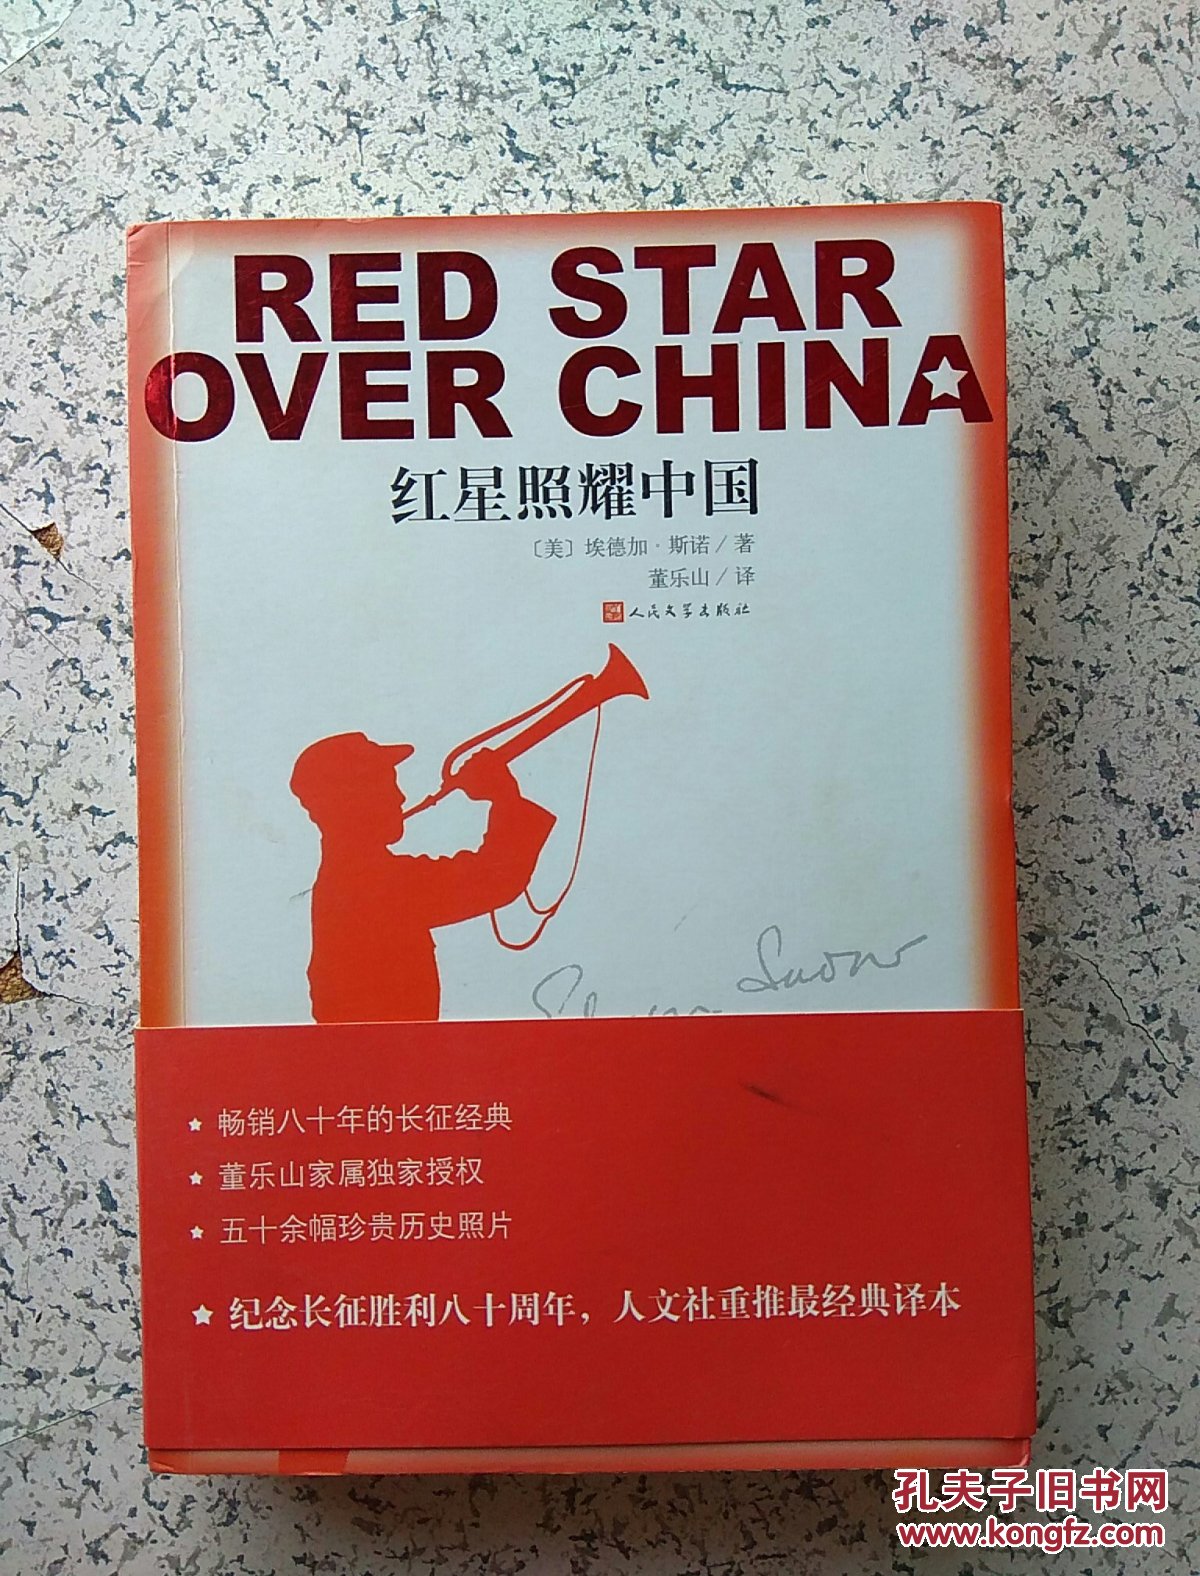 RED STAR
OVER CHINA
红星照耀中国
〔美〕埃德加·斯诺/著
董乐山/译
人民文学出版社
Snow
畅销八十年的长征经典
董乐山家属独家授权
五十余幅珍贵历史照片
纪念长征胜利八十周年，人文社重推最经典译本
孔夫子旧书网
www.kongfz.com